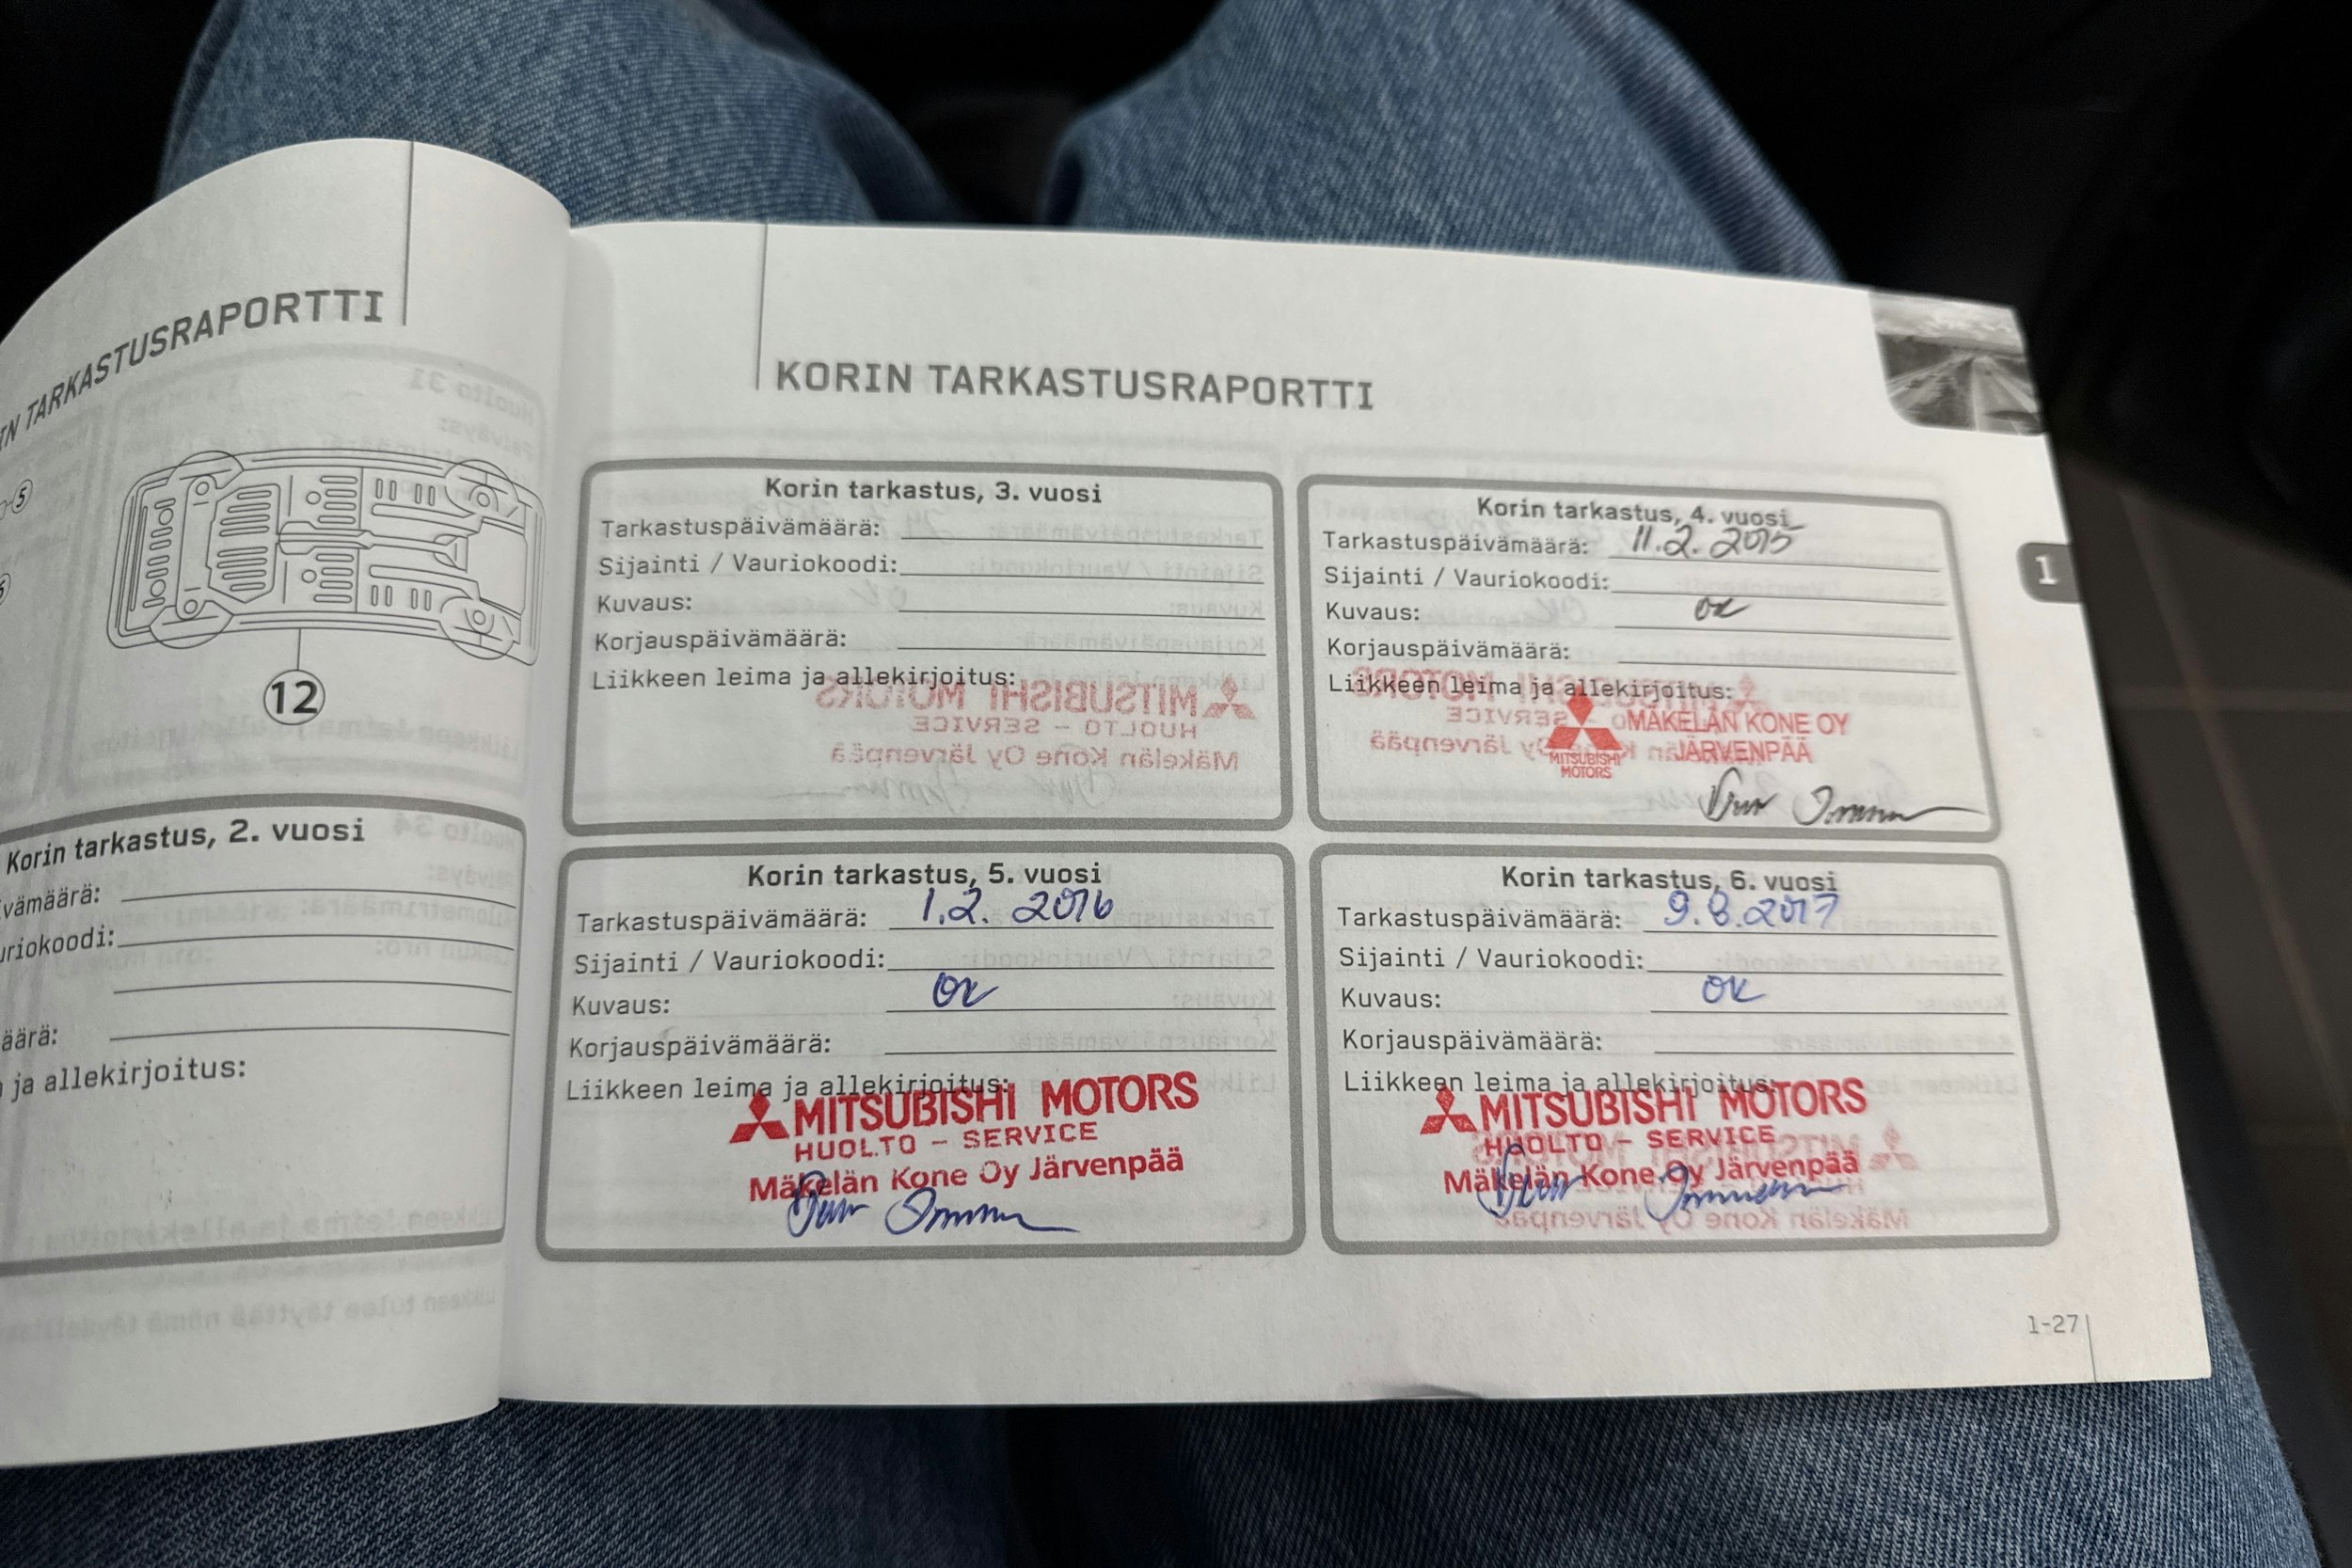 KORIN TARKASTUSRAPORTTI
5
12
Korin tarkastus, 2. vuosi
ja allekirjoitus:
KORIN TARKASTUSRAPORTTI
1
Korin tarkastus, 3. vuosi
Tarkastuspäivämäärä:
Sijainti / Vauriokoodi:
Kuvaus:
Korjauspäivämäärä:
Liikkeen leima ja allekirjoitus:
Korin tarkastus, 4. vuosi
Tarkastuspäivämäärä: 11.2.2015
Sijainti / Vauriokoodi:
Kuvaus: ok
Korjauspäivämäärä:
Liikkeen leima ja allekirjoitus:
MÄKELÄN KONE OY
JÄRVENPÄÄ
MITSUBISHI
MOTORS
Korin tarkastus, 5. vuosi
Tarkastuspäivämäärä: 1.2.2016
Sijainti / Vauriokoodi:
Kuvaus: ok
Korjauspäivämäärä:
Liikkeen leima ja allekirjoitus:
MITSUBISHI MOTORS
HUOLTO - SERVICE
Mäkelän Kone Oy Järvenpää
Korin tarkastus, 6. vuosi
Tarkastuspäivämäärä: 9.8.2017
Sijainti / Vauriokoodi:
Kuvaus: ok
Korjauspäivämäärä:
Liikkeen leima ja allekirjoitus:
MITSUBISHI MOTORS
HUOLTO - SERVICE
Mäkelän Kone Oy Järvenpää
1-27